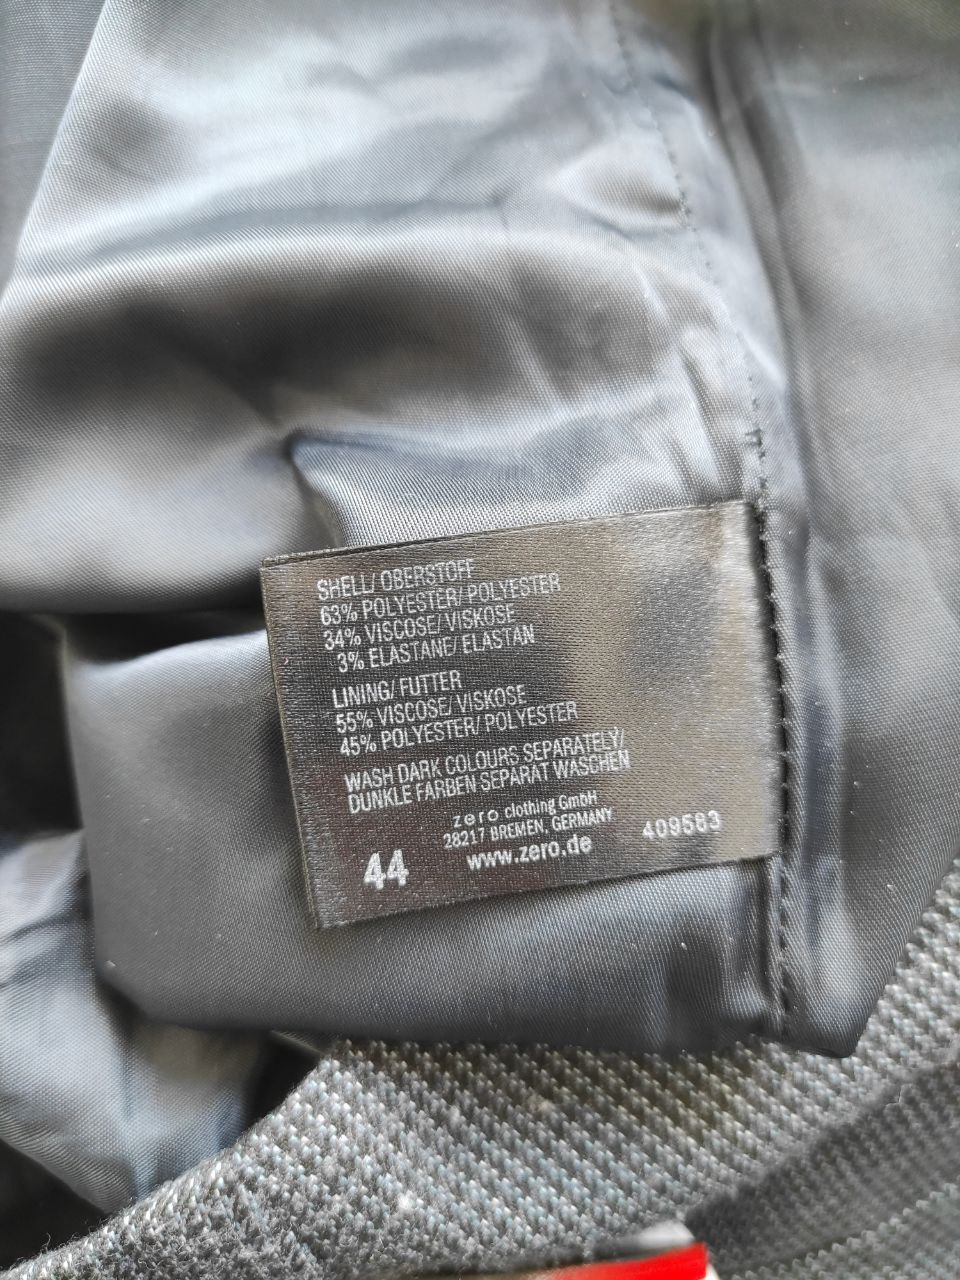 SHELL/ OBERSTOFF
63% POLYESTER/ POLYESTER
34% VISCOSE/ VISKOSE
3% ELASTANE/ ELASTAN
LINING/ FUTTER
55% VISCOSE/ VISKOSE
45% POLYESTER/ POLYESTER
WASH DARK COLOURS SEPARATELY/
DUNKLE FARBEN SEPARAT WASCHEN
zero clothing GmbH
28217 BREMEN, GERMANY
www.zero.de
44
409583